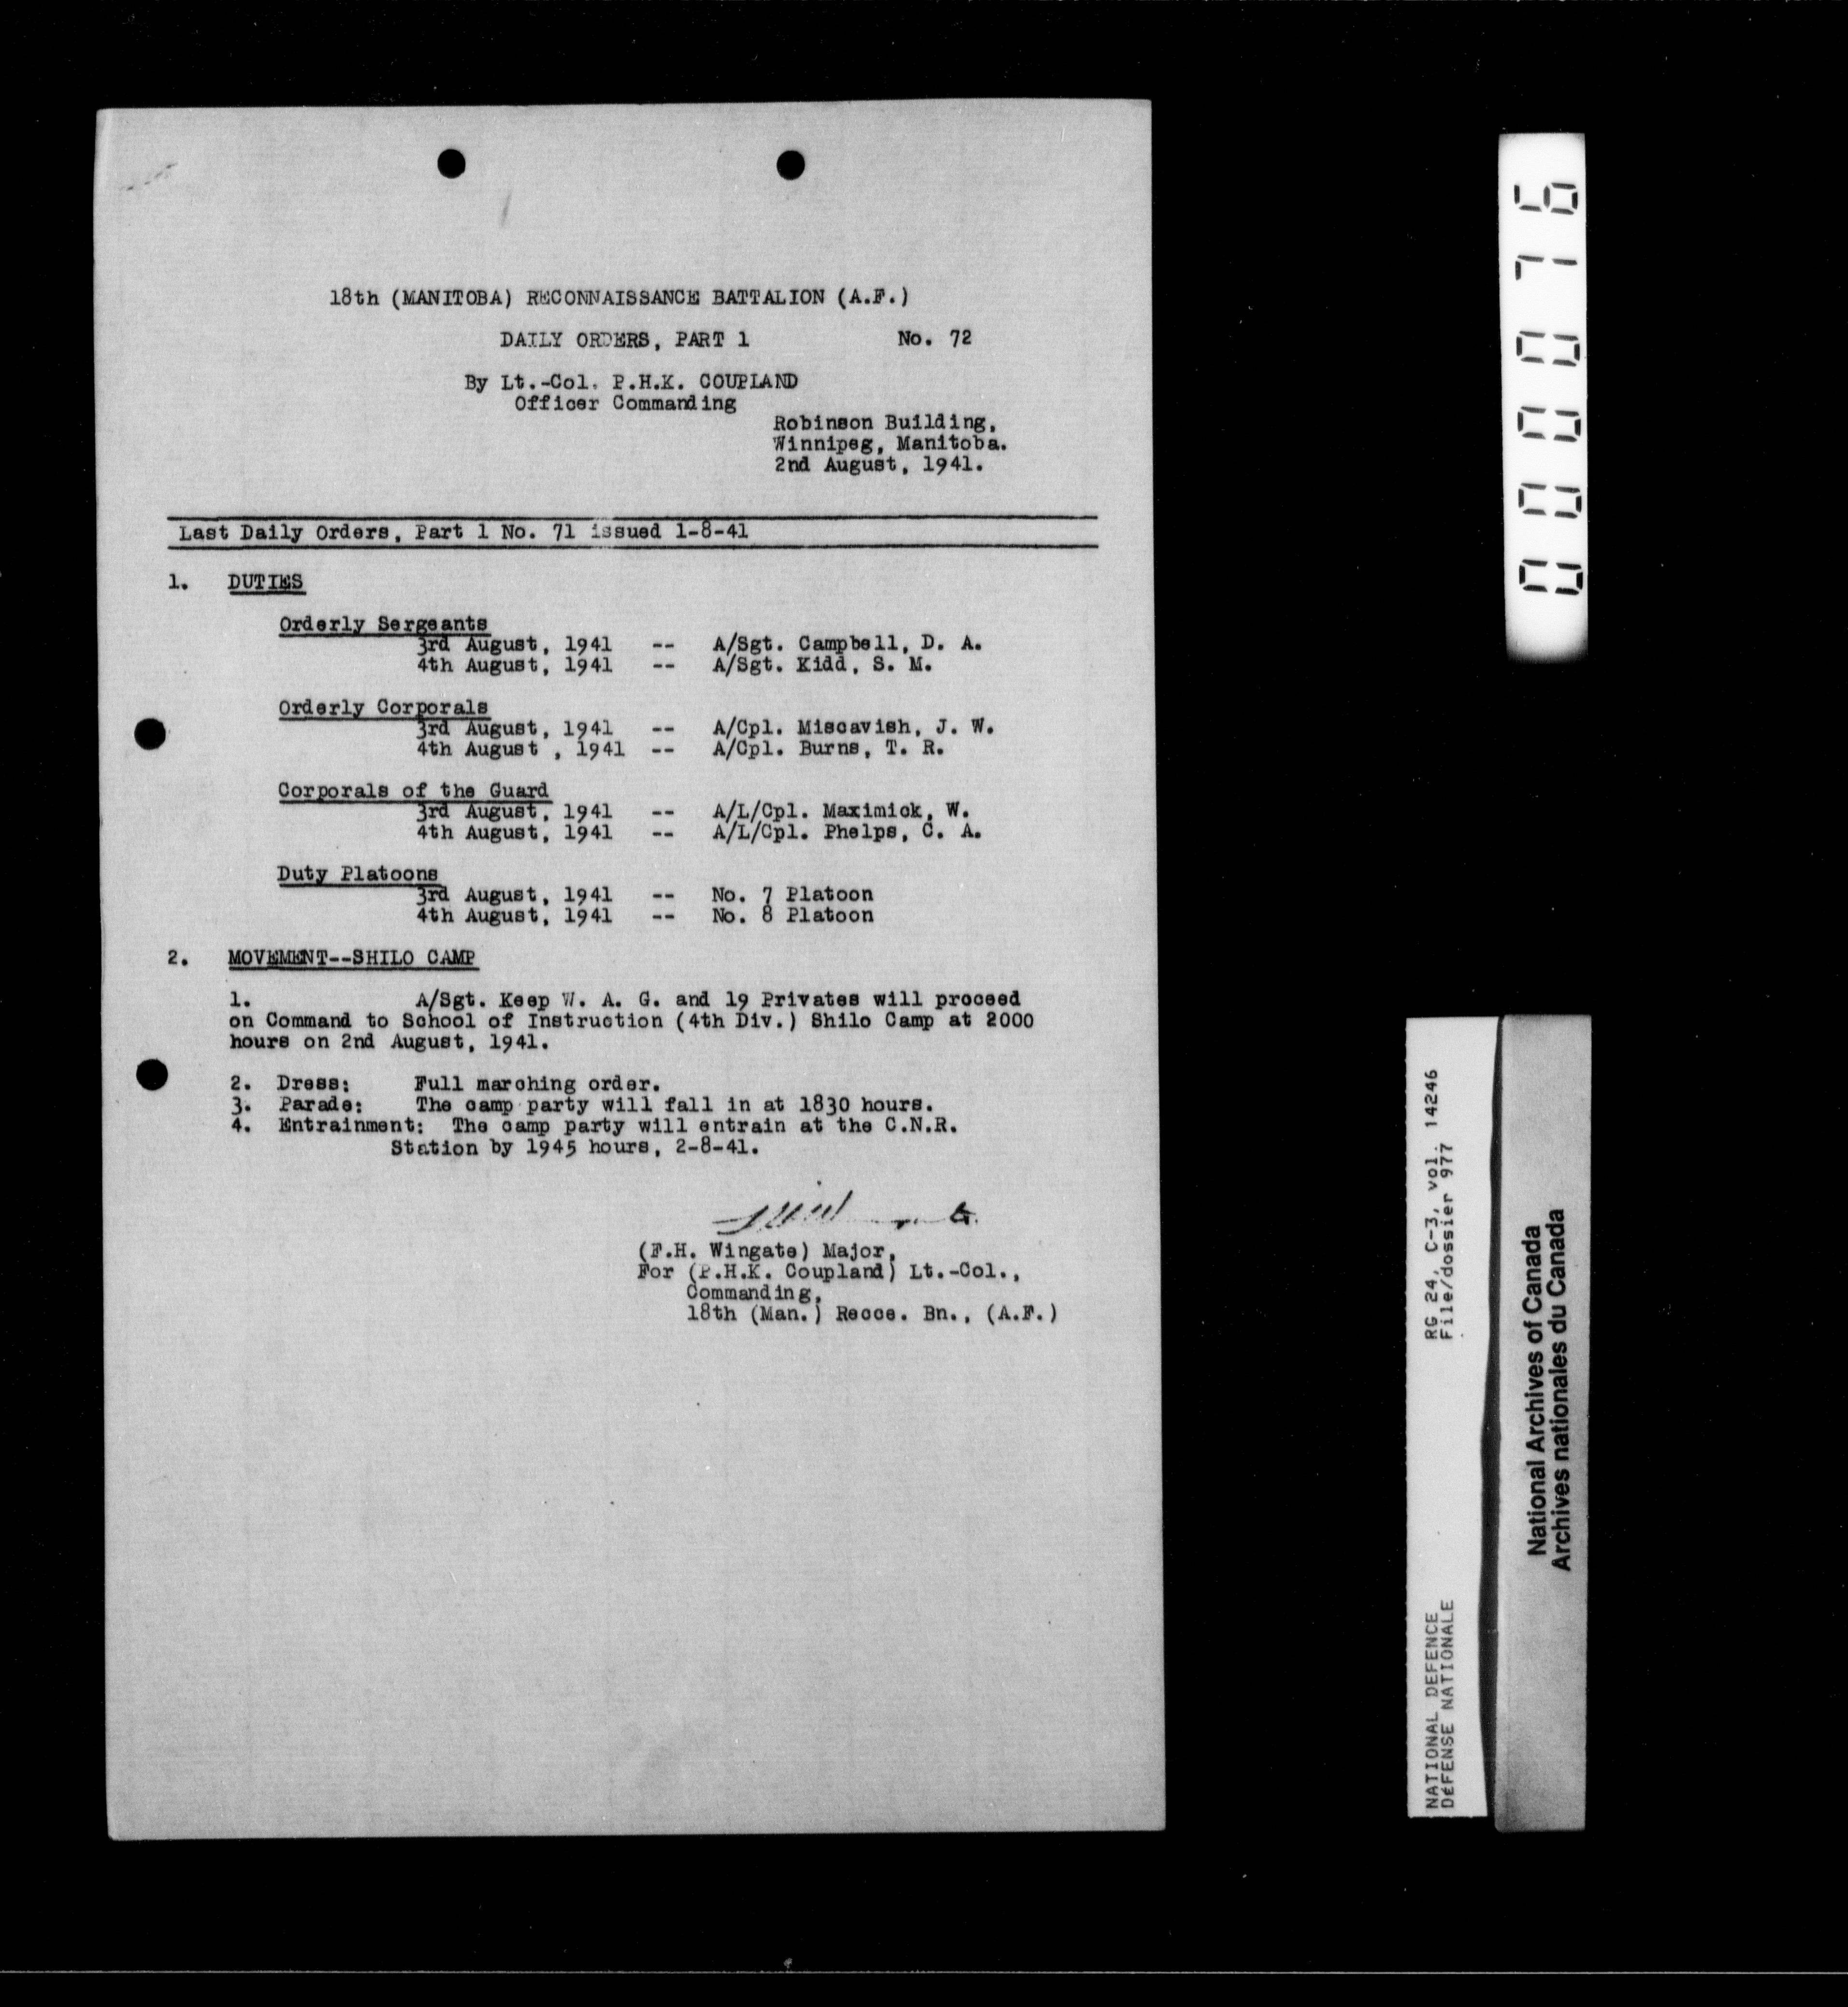 18th (MANITOBA) RECONNAISSANCE BATTALION (A.F.)
DAILY ORDERS, PART 1 No. 72
By Lt.-Col. P.H.K. COUPLAND
Officer Commanding
Robinson Building,
Winnipeg, Manitoba.
2nd August, 1941.
Last Daily Orders, Part 1 No. 71 issued 1-8-41
1. DUTIES
Orderly Sergeants
3rd August, 1941 -- A/Sgt. Campbell, D. A.
4th August, 1941 -- A/Sgt. Kidd, S. M.
Orderly Corporals
3rd August, 1941 -- A/Cpl. Miscavish, J. W.
4th August , 1941 -- A/Cpl. Burns, T. R.
Corporals of the Guard
3rd August, 1941 -- A/L/Cpl. Maximick, W.
4th August, 1941 -- A/L/Cpl. Phelps, C. A.
Duty Platoons
3rd August, 1941 -- No. 7 Platoon
4th August, 1941 -- No. 8 Platoon
2. MOVEMENT--SHILO CAMP
1. A/Sgt. Keep W. A. G. and 19 Privates will proceed
on Command to School of Instruction (4th Div.) Shilo Camp at 2000
hours on 2nd August, 1941.
2. Dress: Full marching order.
3. Parade: The camp party will fall in at 1830 hours.
4. Entrainment: The camp party will entrain at the C.N.R.
Station by 1945 hours, 2-8-41.
(F.H. Wingate) Major,
For (P.H.K. Coupland) Lt.-Col.,
Commanding,
18th (Man.) Recce. Bn., (A.F.)
000076
NATIONAL DEFENCE RG 24, C-3, vol. 14246
DéFENSE NATIONALE File/dossier 977
National Archives of Canada
Archives nationales du Canada